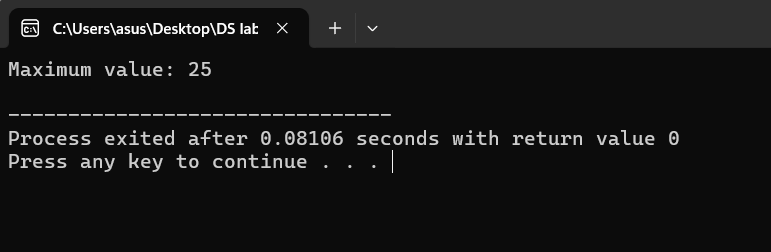 C:\Users\asus\Desktop\DS lab
Maximum value: 25
--------------------------------
Process exited after 0.08106 seconds with return value 0
Press any key to continue . . .